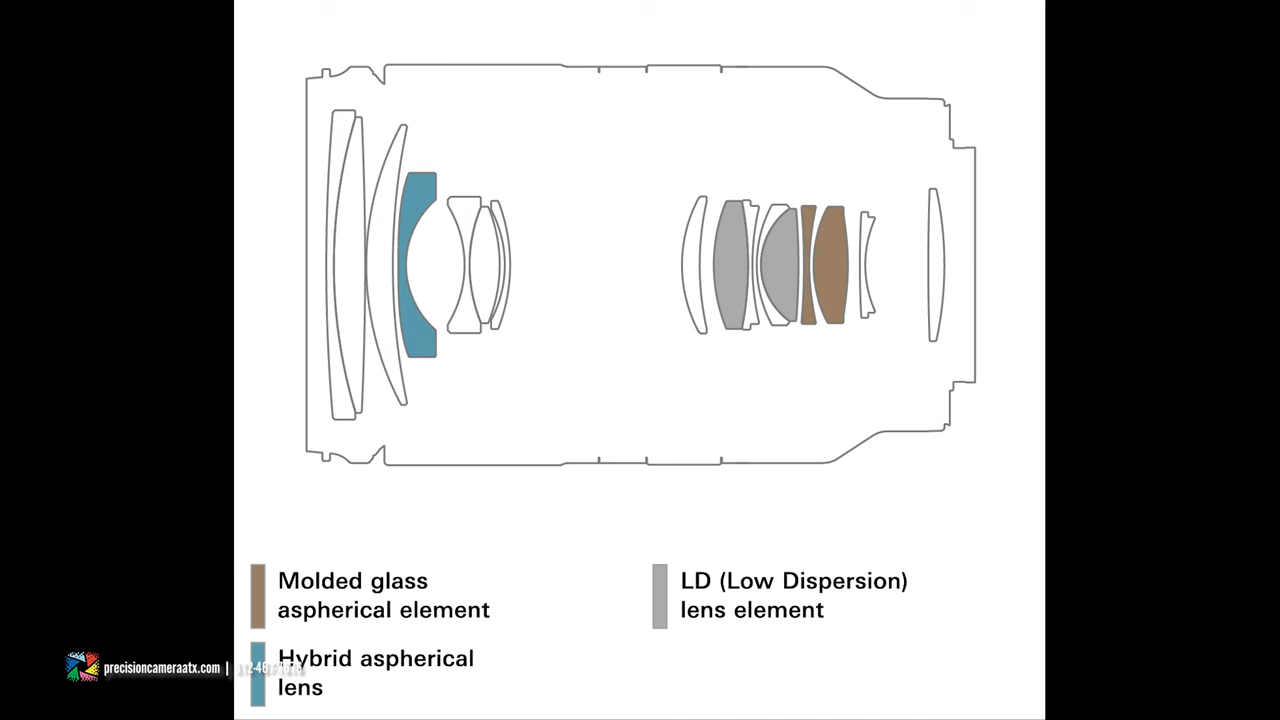 Molded glass
aspherical element
LD (Low Dispersion)
lens element
Hybrid aspherical
lens
precisioncameraatx.com |